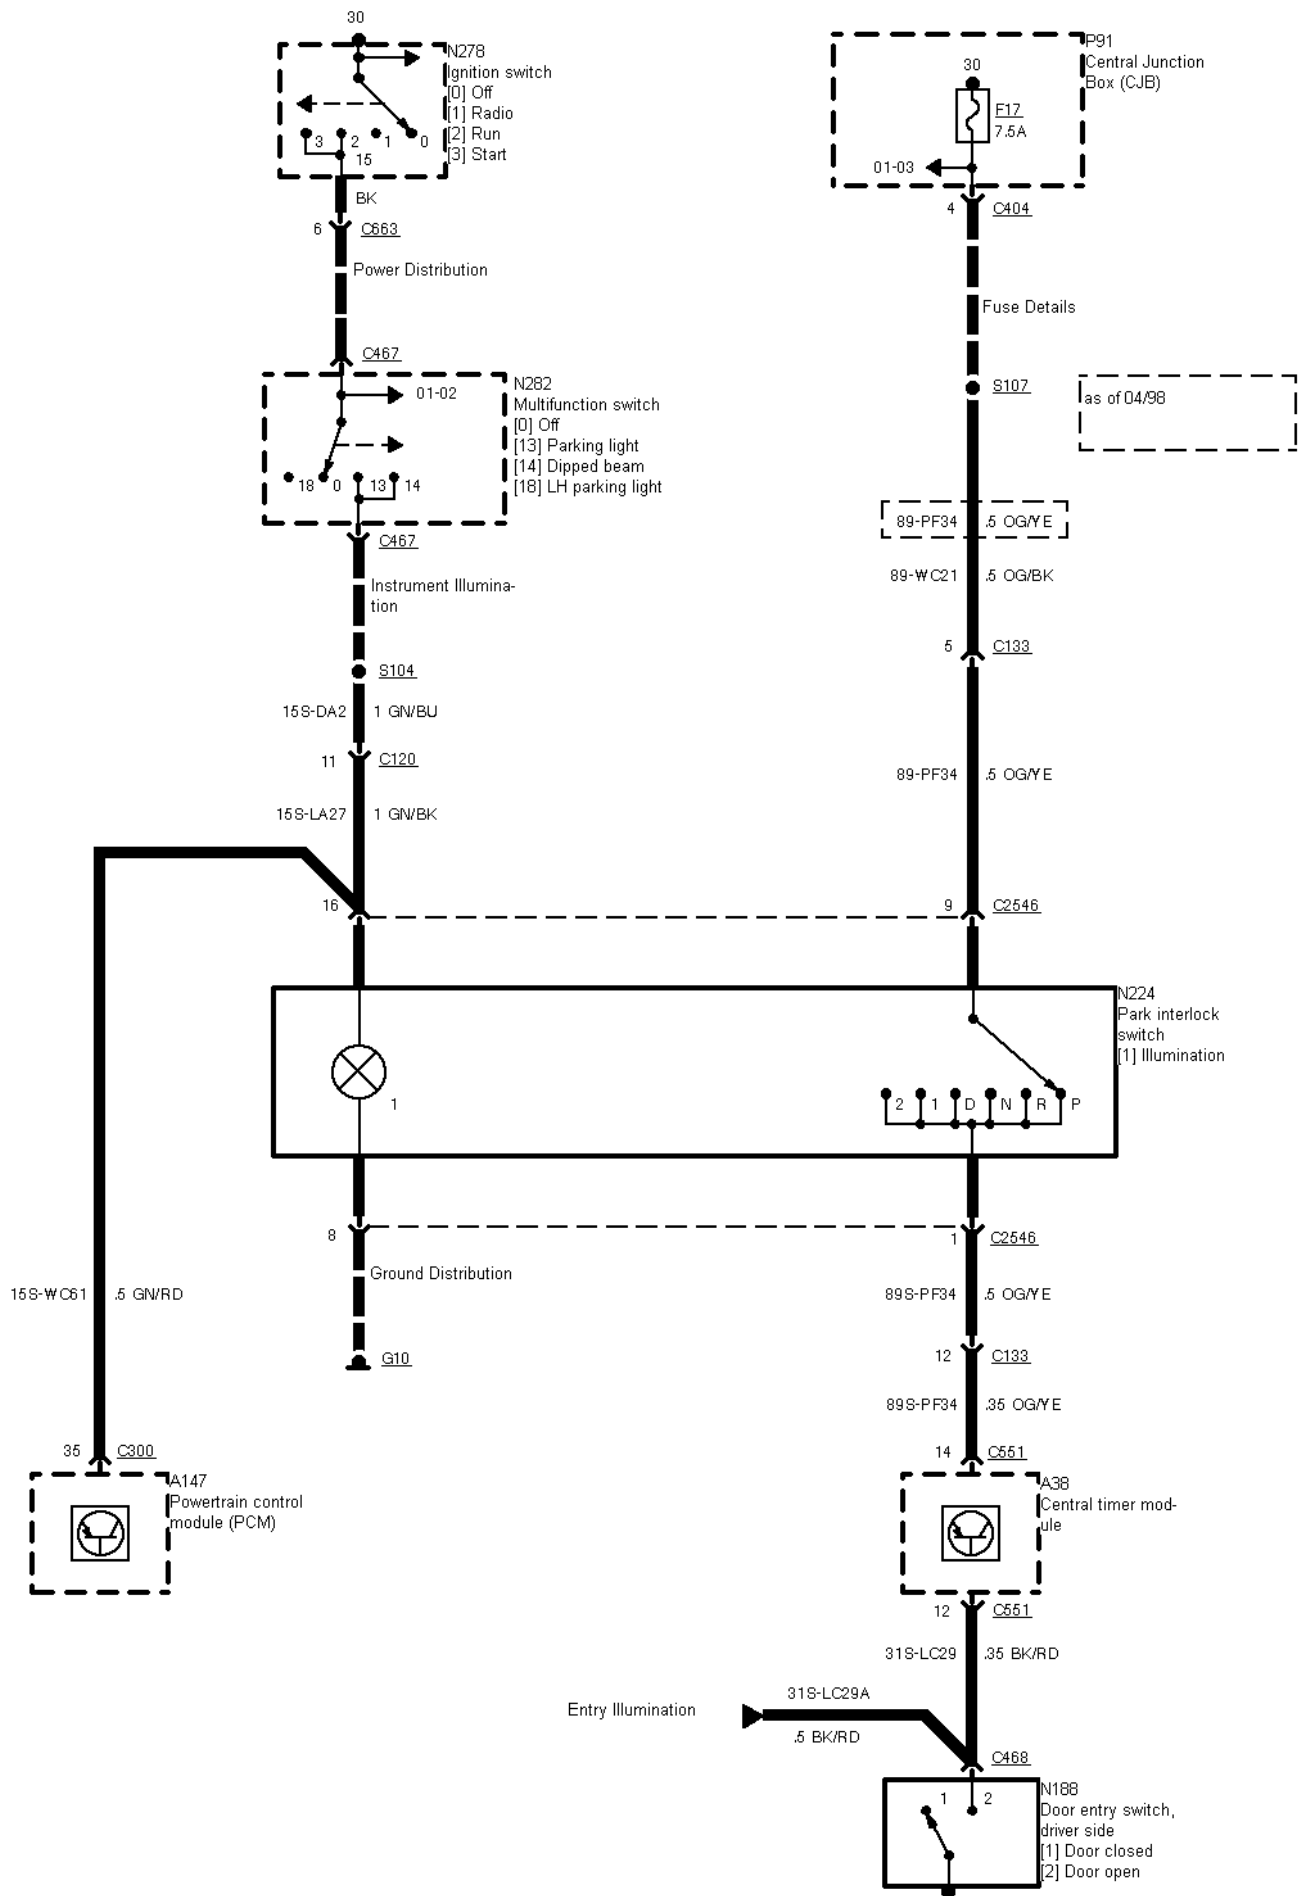 30
N278
Ignition switch
[0] Off
[1] Radio
[2] Run
[3] Start
3
2
1
0
15
BK
6
C663
Power Distribution
C467
01-02
N282
Multifunction switch
[0] Off
[13] Parking light
[14] Dipped beam
[18] LH parking light
18
0
13
14
C467
Instrument Illumina-
tion
S104
15S-DA2
1 GN/BU
11
C120
15S-LA27
1 GN/BK
16
P91
Central Junction
Box (CJB)
30
F17
7.5A
01-03
4
C404
Fuse Details
S107
as of 04/98
89-PF34
.5 OG/YE
89-WC21
.5 OG/BK
5
C133
89-PF34
.5 OG/YE
9
C2546
N224
Park interlock
switch
[1] Illumination
1
2
1
D
N
R
P
8
Ground Distribution
G10
15S-WC61
.5 GN/RD
35
C300
A147
Powertrain control
module (PCM)
1
C2546
89S-PF34
.5 OG/YE
12
C133
89S-PF34
.35 OG/YE
14
C551
A38
Central timer mod-
ule
12
C551
31S-LC29
.35 BK/RD
Entry Illumination
31S-LC29A
.5 BK/RD
C468
N188
Door entry switch,
driver side
[1] Door closed
[2] Door open
1
2